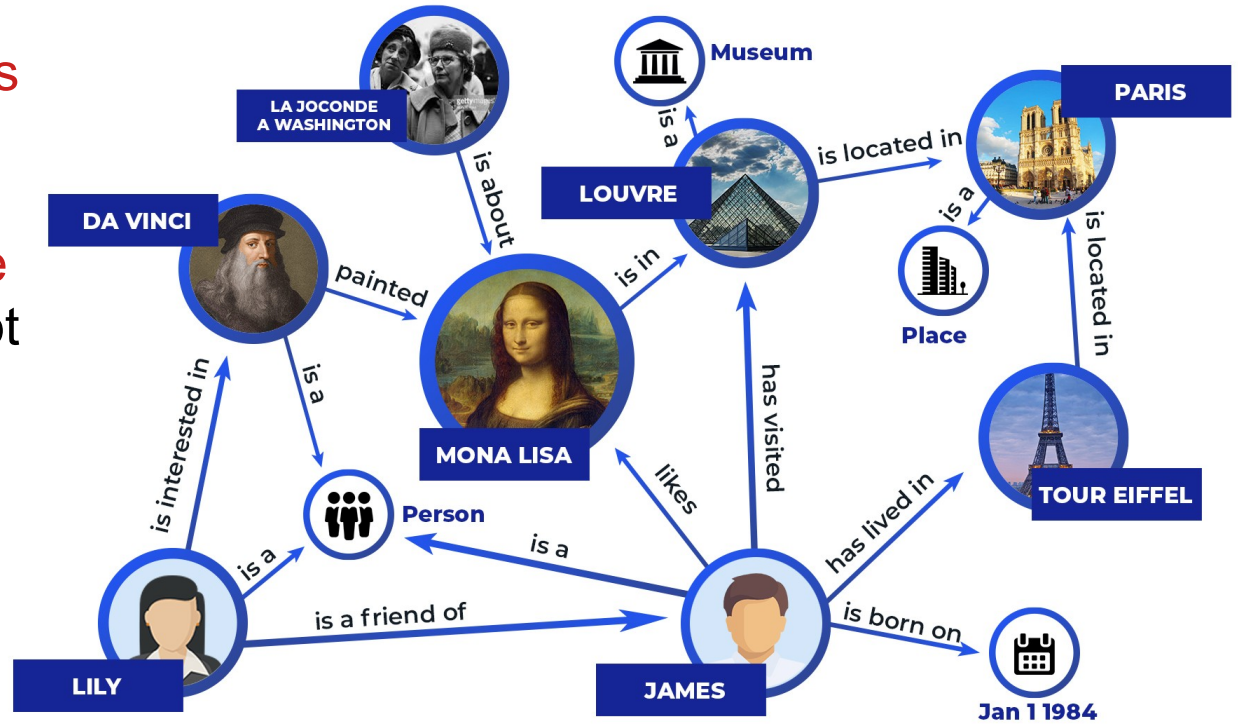 s
e
ot
LA JOCONDE
A WASHINGTON
gettyimages
Museum
PARIS
is a
is located in
LOUVRE
DA VINCI
is about
is a
is located in
painted
is in
Place
is interested in
is a
MONA LISA
has visited
likes
TOUR EIFFEL
Person
has lived in
is a
is a
is a friend of
is born on
LILY
JAMES
Jan 1 1984